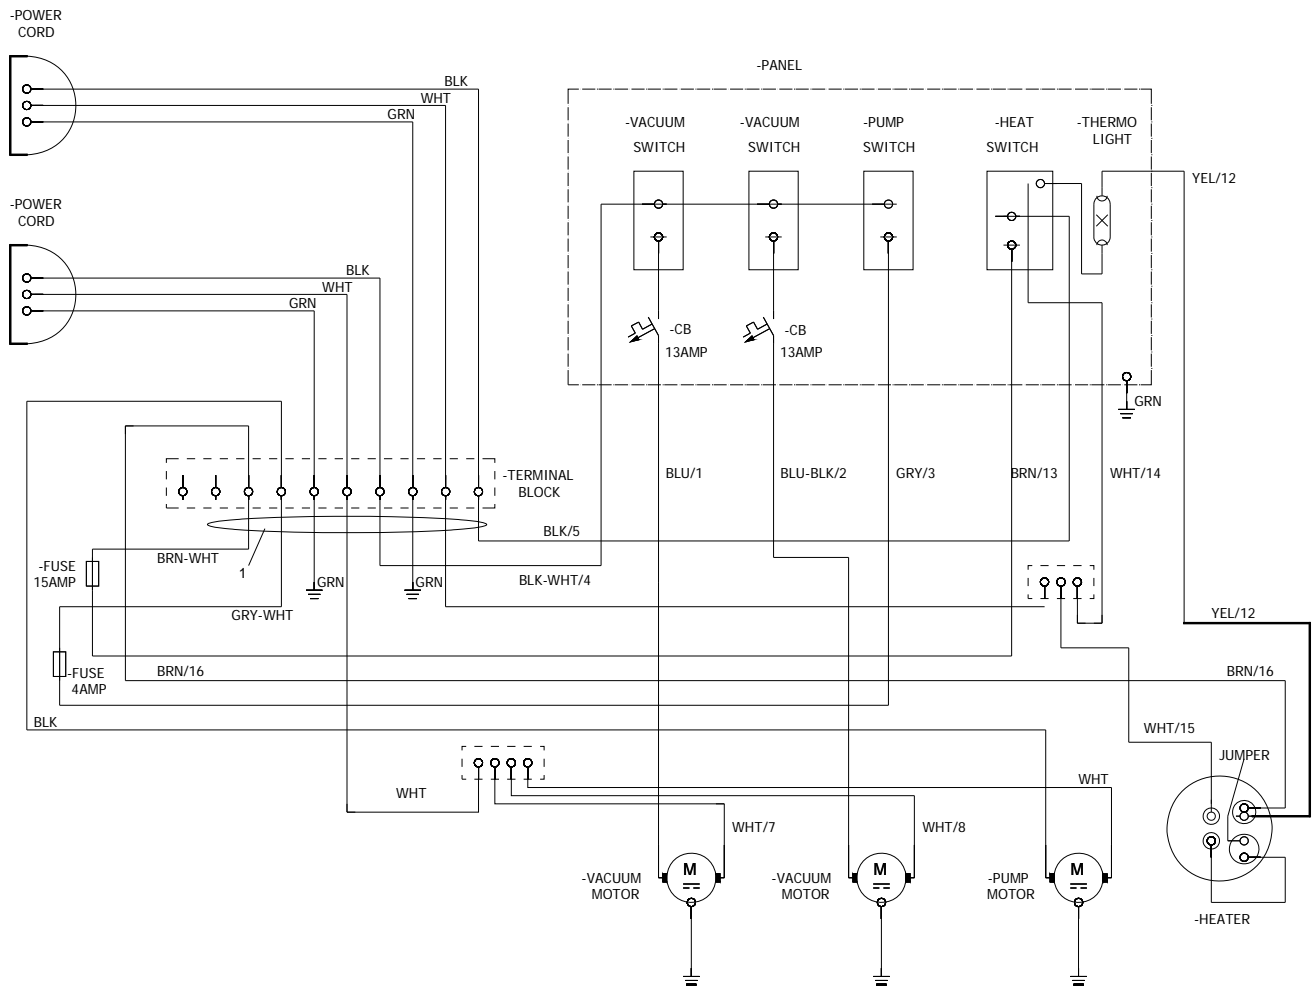 -POWER
CORD
BLK
WHT
GRN
-POWER
CORD
BLK
WHT
GRN
-PANEL
-VACUUM
SWITCH
-VACUUM
SWITCH
-PUMP
SWITCH
-HEAT
SWITCH
-THERMO
LIGHT
YEL/12
-CB
13AMP
-CB
13AMP
GRN
BLU/1
BLU-BLK/2
GRY/3
BRN/13
WHT/14
-TERMINAL
BLOCK
BLK/5
BRN-WHT
1
-FUSE
15AMP
GRN
GRN
BLK-WHT/4
GRY-WHT
YEL/12
-FUSE
4AMP
BRN/16
BRN/16
BLK
WHT/15
JUMPER
WHT
WHT
WHT/7
WHT/8
M
M
M
-VACUUM
MOTOR
-VACUUM
MOTOR
-PUMP
MOTOR
-HEATER